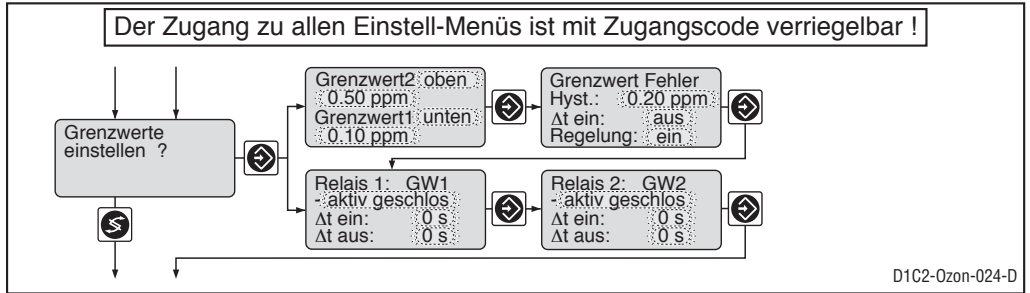 Der Zugang zu allen Einstell-Menüs ist mit Zugangscode verriegelbar !
Grenzwerte
einstellen ?
Grenzwert2 oben
0.50 ppm
Grenzwert1 unten
0.10 ppm
Grenzwert Fehler
Hyst.: 0.20 ppm
Δt ein: aus
Regelung: ein
Relais 1: GW1
- aktiv geschlos
Δt ein: 0 s
Δt aus: 0 s
Relais 2: GW2
- aktiv geschlos
Δt ein: 0 s
Δt aus: 0 s
D1C2-Ozon-024-D